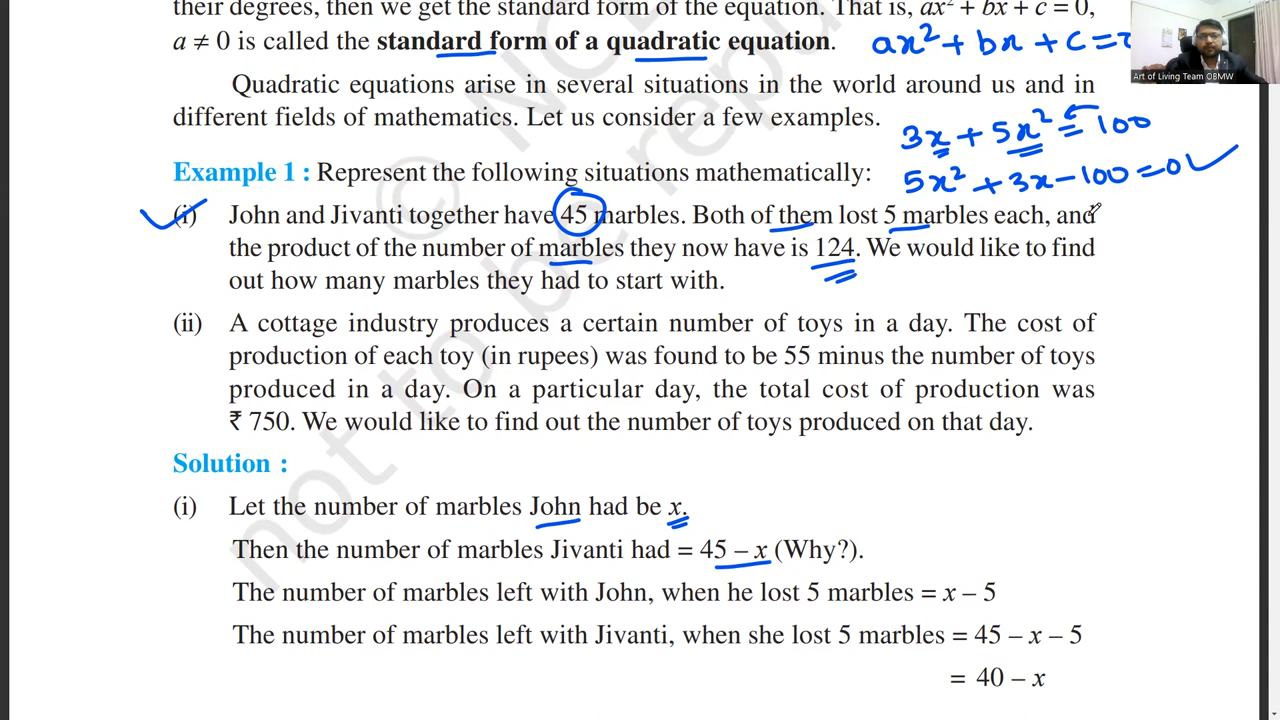 their degrees, then we get the standard form of the equation. That is, ax² + bx + c = 0,
a ≠ 0 is called the standard form of a quadratic equation.
ax² + bx + c =
Art of Living Team OBMW
Quadratic equations arise in several situations in the world around us and in
different fields of mathematics. Let us consider a few examples.
3x + 5x² = 100
5x² + 3x - 100 = 0
Example 1 : Represent the following situations mathematically:
(i) John and Jivanti together have 45 marbles. Both of them lost 5 marbles each, and
the product of the number of marbles they now have is 124. We would like to find
out how many marbles they had to start with.
(ii) A cottage industry produces a certain number of toys in a day. The cost of
production of each toy (in rupees) was found to be 55 minus the number of toys
produced in a day. On a particular day, the total cost of production was
₹ 750. We would like to find out the number of toys produced on that day.
Solution :
(i) Let the number of marbles John had be x.
Then the number of marbles Jivanti had = 45 – x (Why?).
The number of marbles left with John, when he lost 5 marbles = x – 5
The number of marbles left with Jivanti, when she lost 5 marbles = 45 – x – 5
= 40 – x
© NC
not to be repu